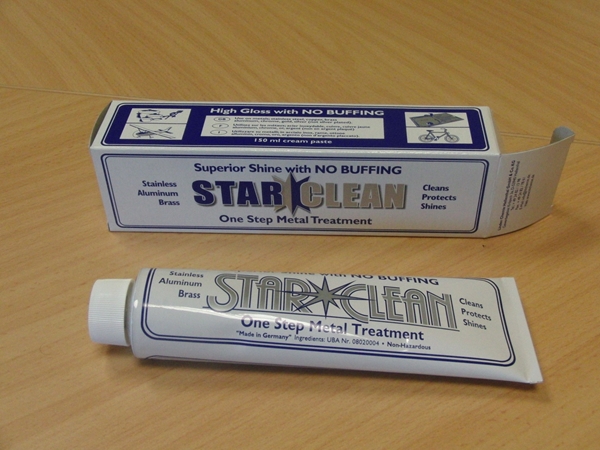 High Gloss with NO BUFFING
150 ml cream paste
Superior Shine with NO BUFFING
Stainless
Aluminum
Brass
STAR CLEAN
Cleans
Protects
Shines
One Step Metal Treatment
Shine with NO BUFFING
Stainless
Aluminum
Brass
STAR CLEAN
Cleans
Protects
Shines
One Step Metal Treatment
"Made in Germany" Ingredients: UBA Nr. 08020004 • Non-Hazardous